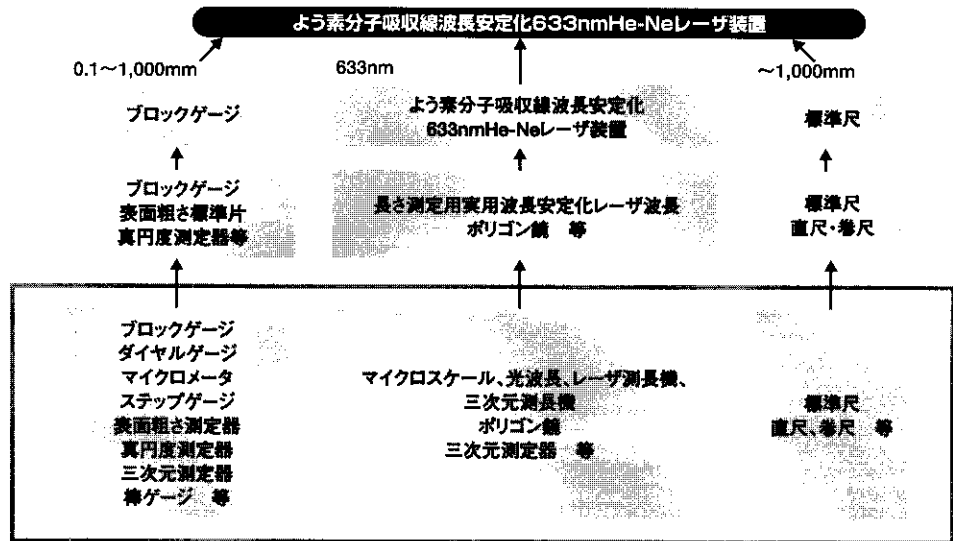 よう素分子吸収線波長安定化633nmHe-Neレーザ装置
0.1～1,000mm
633nm
～1,000mm
ブロックゲージ
よう素分子吸収線波長安定化
633nmHe-Neレーザ装置
標準尺
ブロックゲージ
表面粗さ標準片
真円度測定器等
長さ測定用実用波長安定化レーザ波長
ポリゴン鏡 等
標準尺
直尺・巻尺
ブロックゲージ
ダイヤルゲージ
マイクロメータ
ステップゲージ
表面粗さ測定器
真円度測定器
三次元測定器
棒ゲージ 等
マイクロスケール、光波長、レーザ測長機、
三次元測長機
ポリゴン鏡
三次元測定器 等
標準尺
直尺、巻尺 等